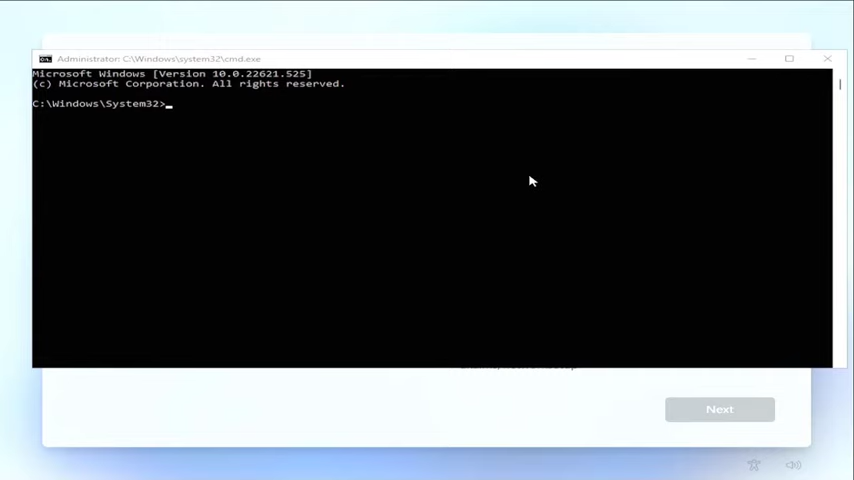 Administrator: C:\Windows\system32\cmd.exe
Microsoft Windows [Version 10.0.22621.525]
(c) Microsoft Corporation. All rights reserved.
C:\Windows\System32>
Next